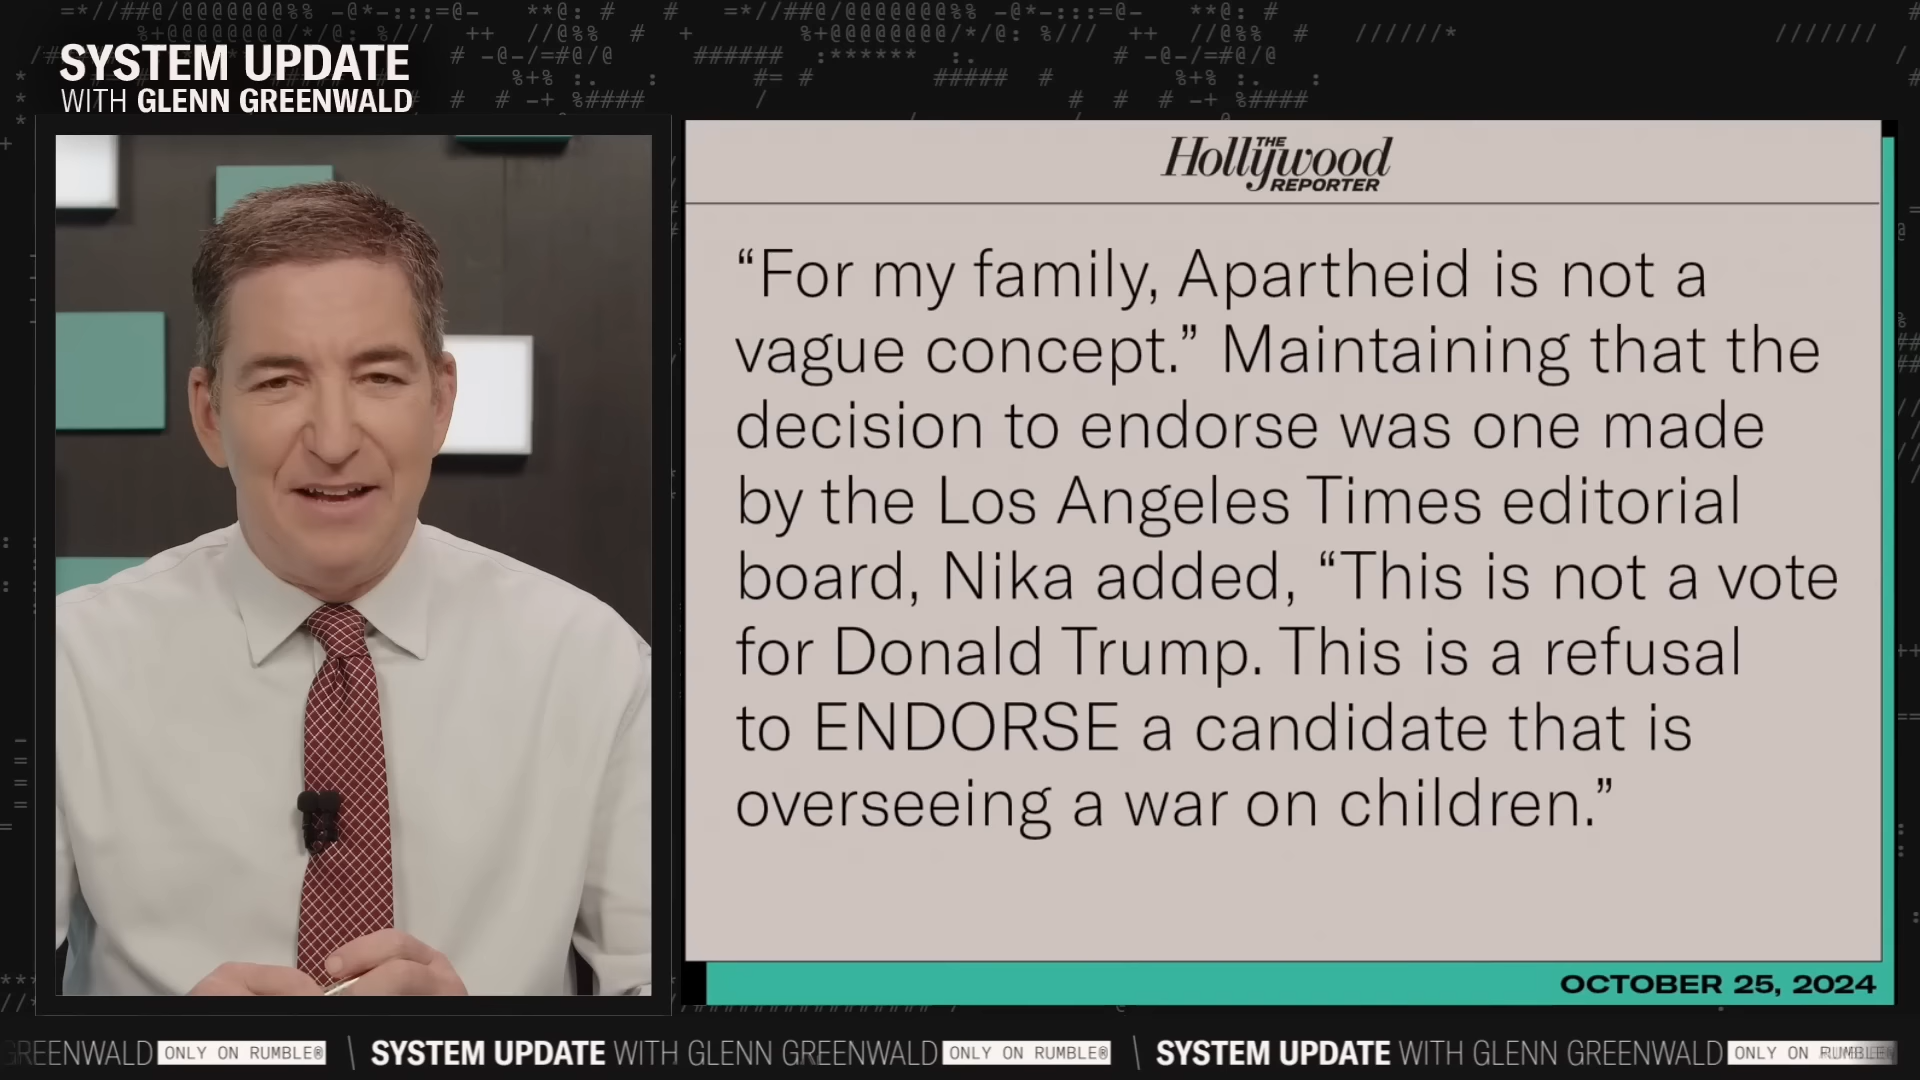 SYSTEM UPDATE
WITH GLENN GREENWALD
THE
Hollywood
REPORTER
“For my family, Apartheid is not a
vague concept.” Maintaining that the
decision to endorse was one made
by the Los Angeles Times editorial
board, Nika added, “This is not a vote
for Donald Trump. This is a refusal
to ENDORSE a candidate that is
overseeing a war on children.”
OCTOBER 25, 2024
GREENWALD ONLY ON RUMBLE® \ SYSTEM UPDATE WITH GLENN GREENWALD ONLY ON RUMBLE® \ SYSTEM UPDATE WITH GLENN GREENWALD ONLY ON RUMBLE